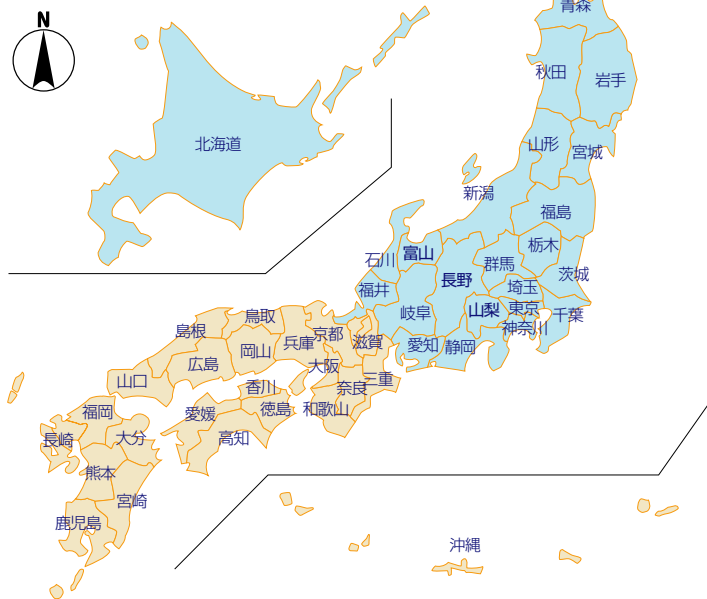 N
青森
秋田
岩手
北海道
山形
宮城
新潟
福島
栃木
石川
富山
群馬
茨城
長野
福井
埼玉
岐阜
山梨
東京
千葉
神奈川
鳥取
島根
兵庫
京都
滋賀
愛知
静岡
岡山
広島
大阪
山口
香川
奈良
三重
福岡
愛媛
徳島
和歌山
長崎
大分
高知
熊本
宮崎
鹿児島
沖縄